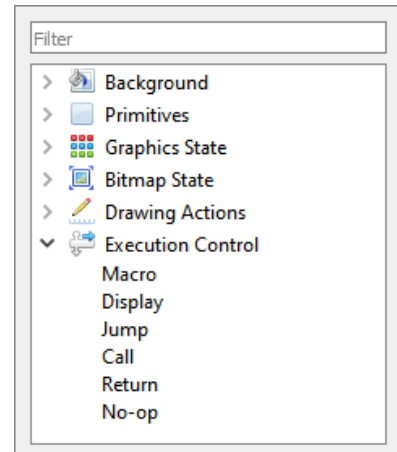 Filter
Background
Primitives
Graphics State
Bitmap State
Drawing Actions
Execution Control
Macro
Display
Jump
Call
Return
No-op